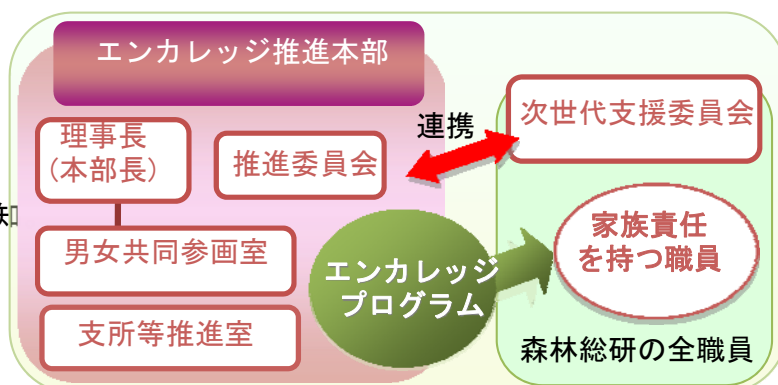 エンカレッジ推進本部
理事長
(本部長)
推進委員会
連携
次世代支援委員会
男女共同参画室
支所等推進室
エンカレッジ
プログラム
家族責任
を持つ職員
森林総研の全職員